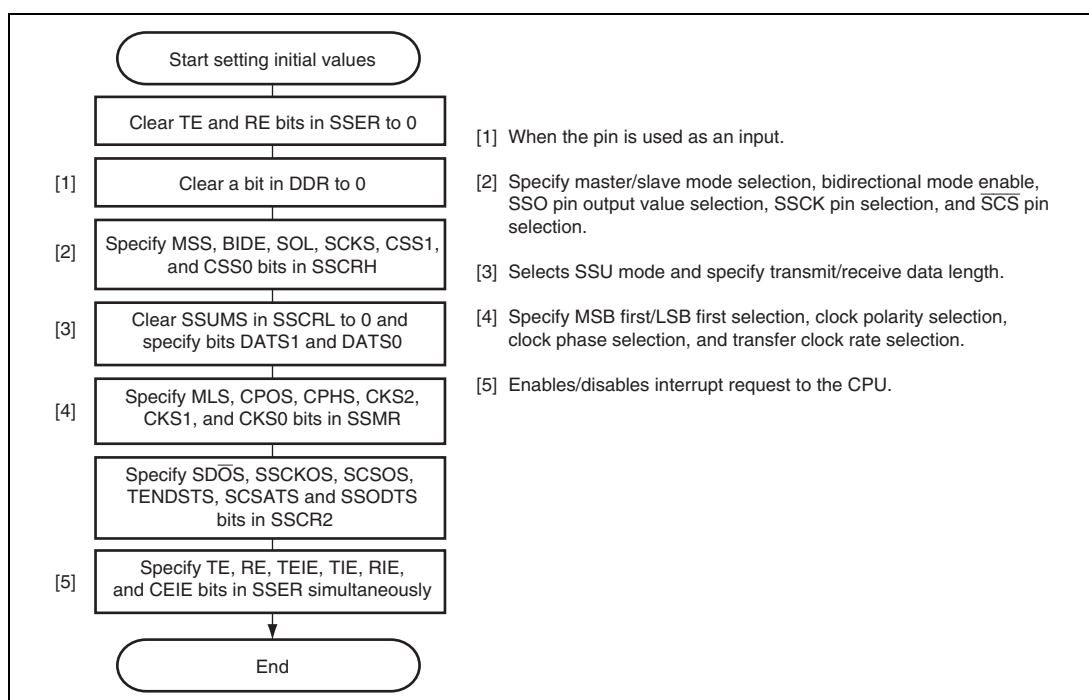 Start setting initial values
Clear TE and RE bits in SSER to 0
[1]
Clear a bit in DDR to 0
[2]
Specify MSS, BIDE, SOL, SCKS, CSS1,
and CSS0 bits in SSCRH
[3]
Clear SSUMS in SSCRL to 0 and
specify bits DATS1 and DATS0
[4]
Specify MLS, CPOS, CPHS, CKS2,
CKS1, and CKS0 bits in SSMR
Specify SDO̅S, SSCKOS, SCSOS,
TENDSTS, SCSATS and SSODTS
bits in SSCR2
[5]
Specify TE, RE, TEIE, TIE, RIE,
and CEIE bits in SSER simultaneously
End
[1] When the pin is used as an input.
[2] Specify master/slave mode selection, bidirectional mode enable,
SSO pin output value selection, SSCK pin selection, and S̅C̅S̅ pin
selection.
[3] Selects SSU mode and specify transmit/receive data length.
[4] Specify MSB first/LSB first selection, clock polarity selection,
clock phase selection, and transfer clock rate selection.
[5] Enables/disables interrupt request to the CPU.